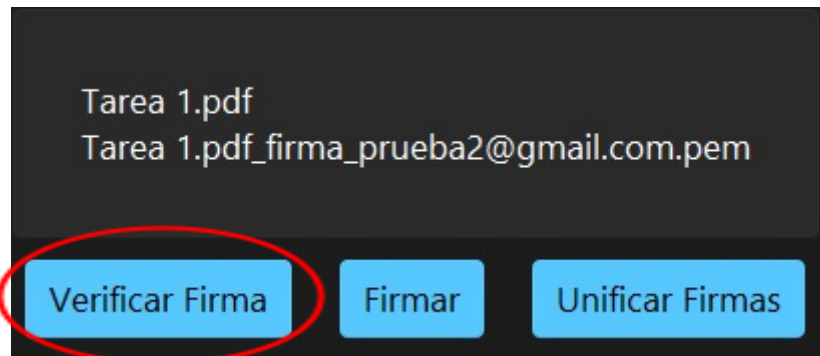 Tarea 1.pdf
Tarea 1.pdf_firma_prueba2@gmail.com.pem
Verificar Firma Firmar Unificar Firmas